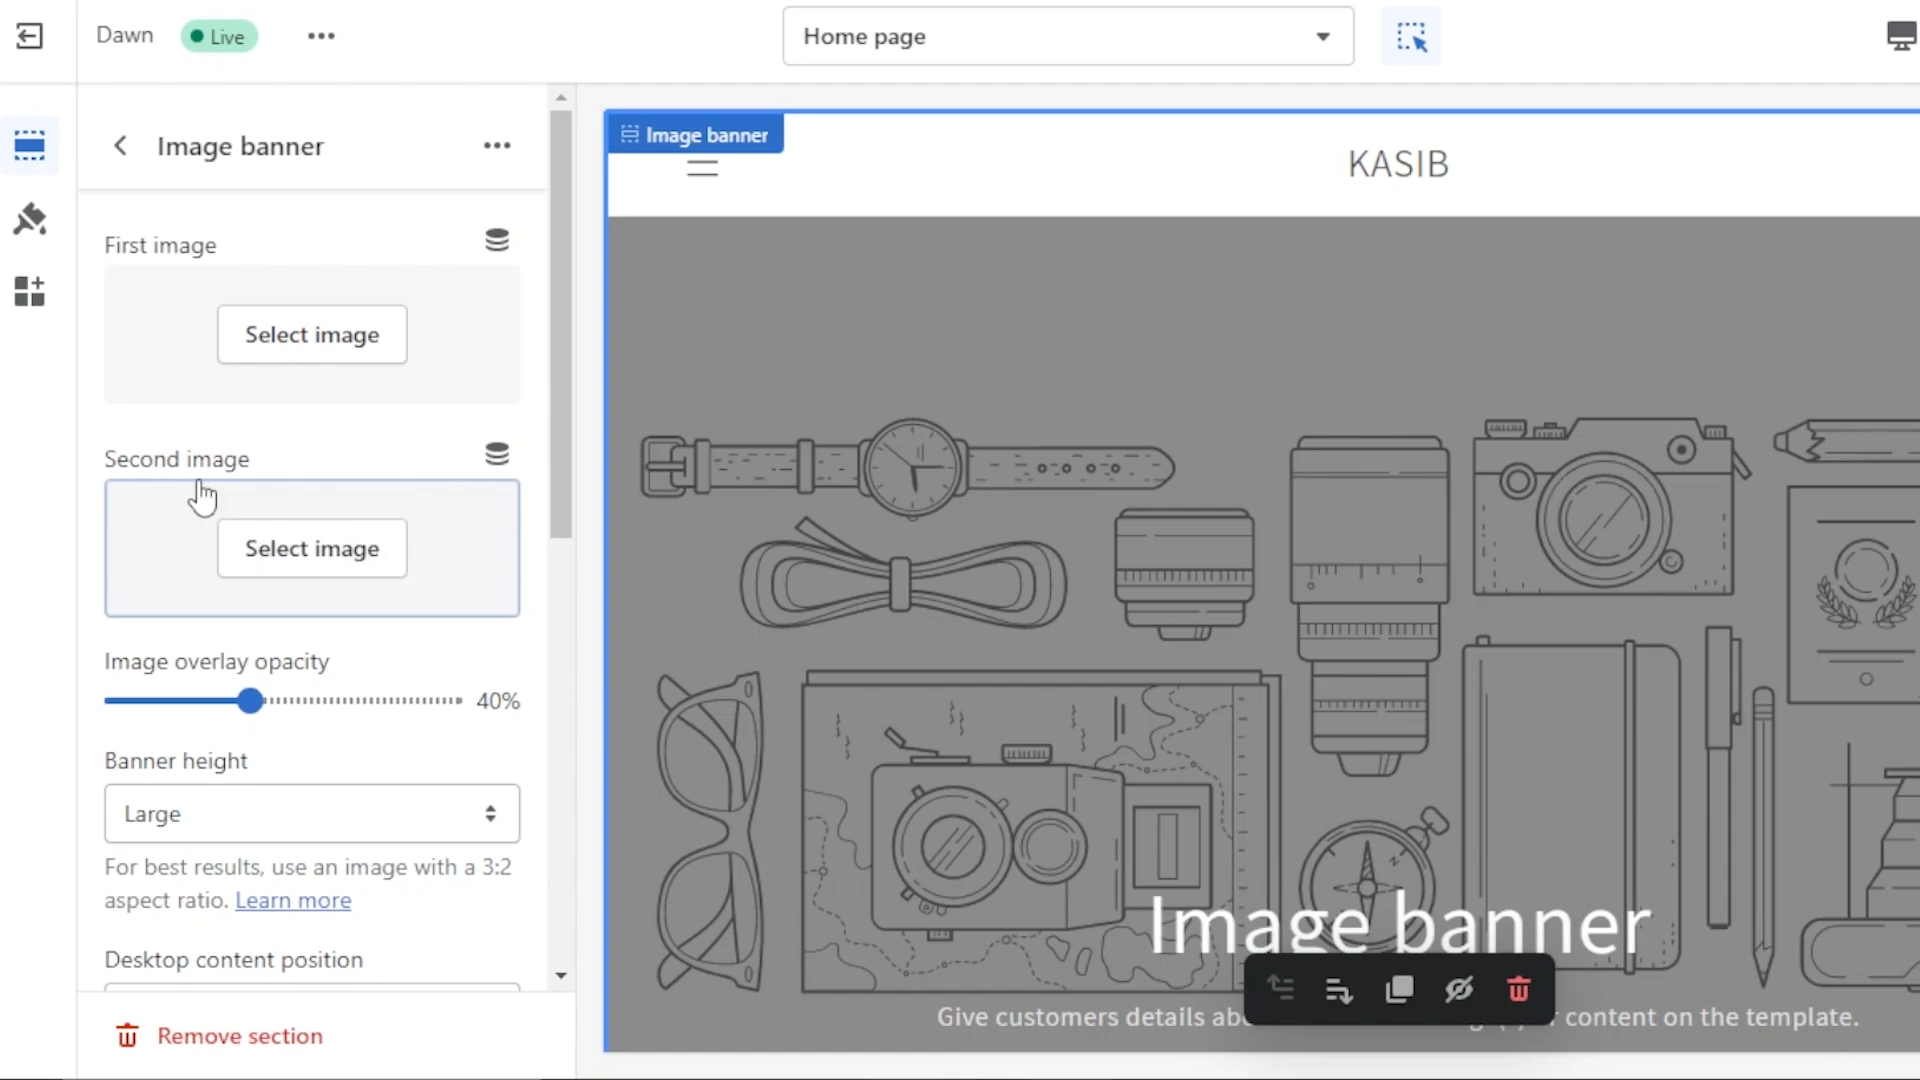 Dawn
Live
Home page
Image banner
Image banner
KASIB
First image
Select image
Second image
Select image
Image overlay opacity
40%
Banner height
Large
For best results, use an image with a 3:2
aspect ratio. Learn more
Desktop content position
Image banner
Give customers details content on the template.
Remove section